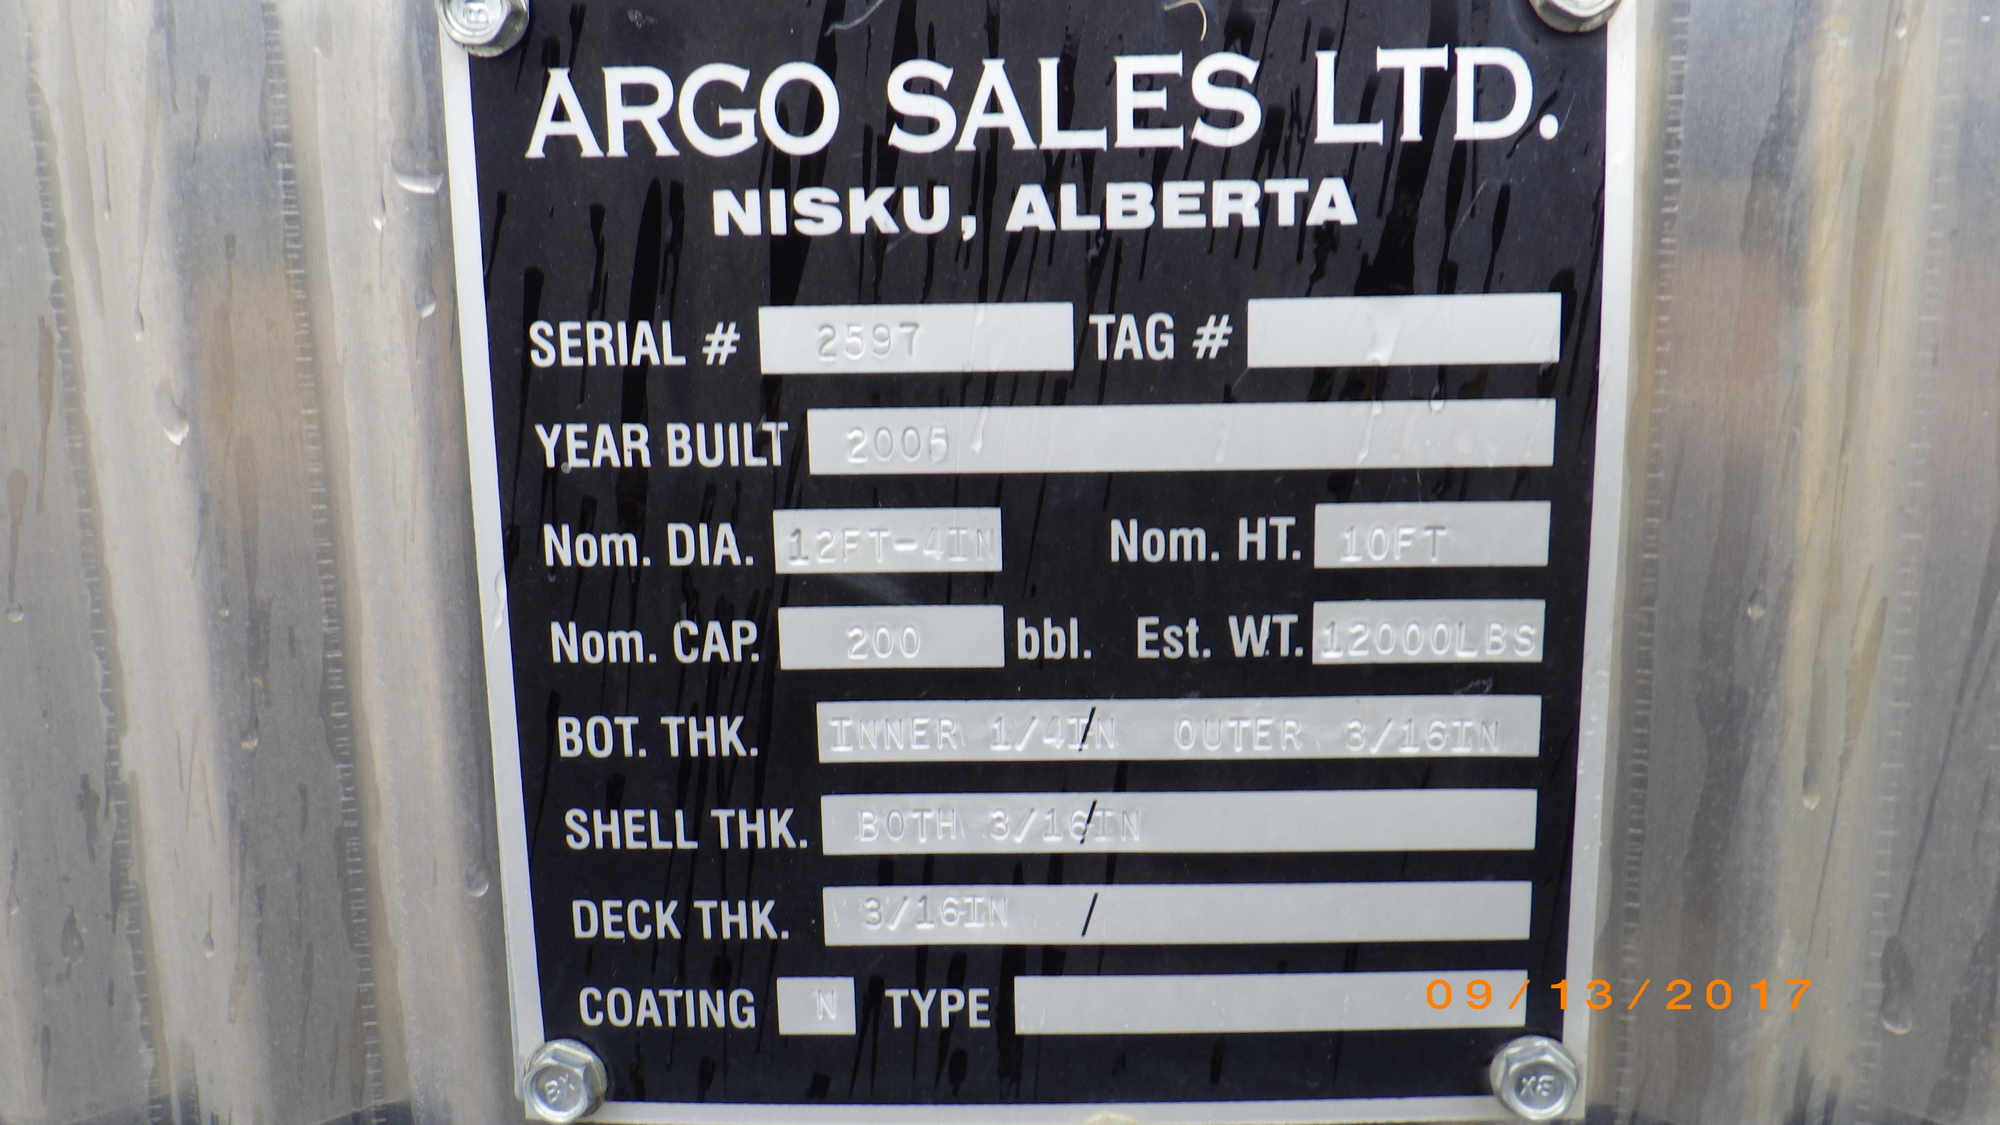 ARGO SALES LTD.
NISKU, ALBERTA
SERIAL # 2597 TAG #
YEAR BUILT 2005
Nom. DIA. 12FT-4IN Nom. HT. 10FT
Nom. CAP. 200 bbl. Est. WT. 12000LBS
BOT. THK. INNER 1/4IN / OUTER 3/16IN
SHELL THK. BOTH 3/16IN /
DECK THK. 3/16IN /
COATING N TYPE
09/13/2017